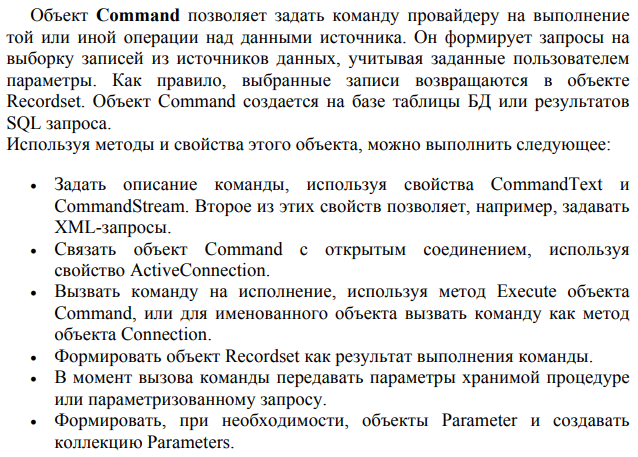 Объект Command позволяет задать команду провайдеру на выполнение
той или иной операции над данными источника. Он формирует запросы на
выборку записей из источников данных, учитывая заданные пользователем
параметры. Как правило, выбранные записи возвращаются в объекте
Recordset. Объект Command создается на базе таблицы БД или результатов
SQL запроса.
Используя методы и свойства этого объекта, можно выполнить следующее:
• Задать описание команды, используя свойства CommandText и
CommandStream. Второе из этих свойств позволяет, например, задавать
XML-запросы.
• Связать объект Command с открытым соединением, используя
свойство ActiveConnection.
• Вызвать команду на исполнение, используя метод Execute объекта
Command, или для именованного объекта вызвать команду как метод
объекта Connection.
• Формировать объект Recordset как результат выполнения команды.
• В момент вызова команды передавать параметры хранимой процедуре
или параметризованному запросу.
• Формировать, при необходимости, объекты Parameter и создавать
коллекцию Parameters.